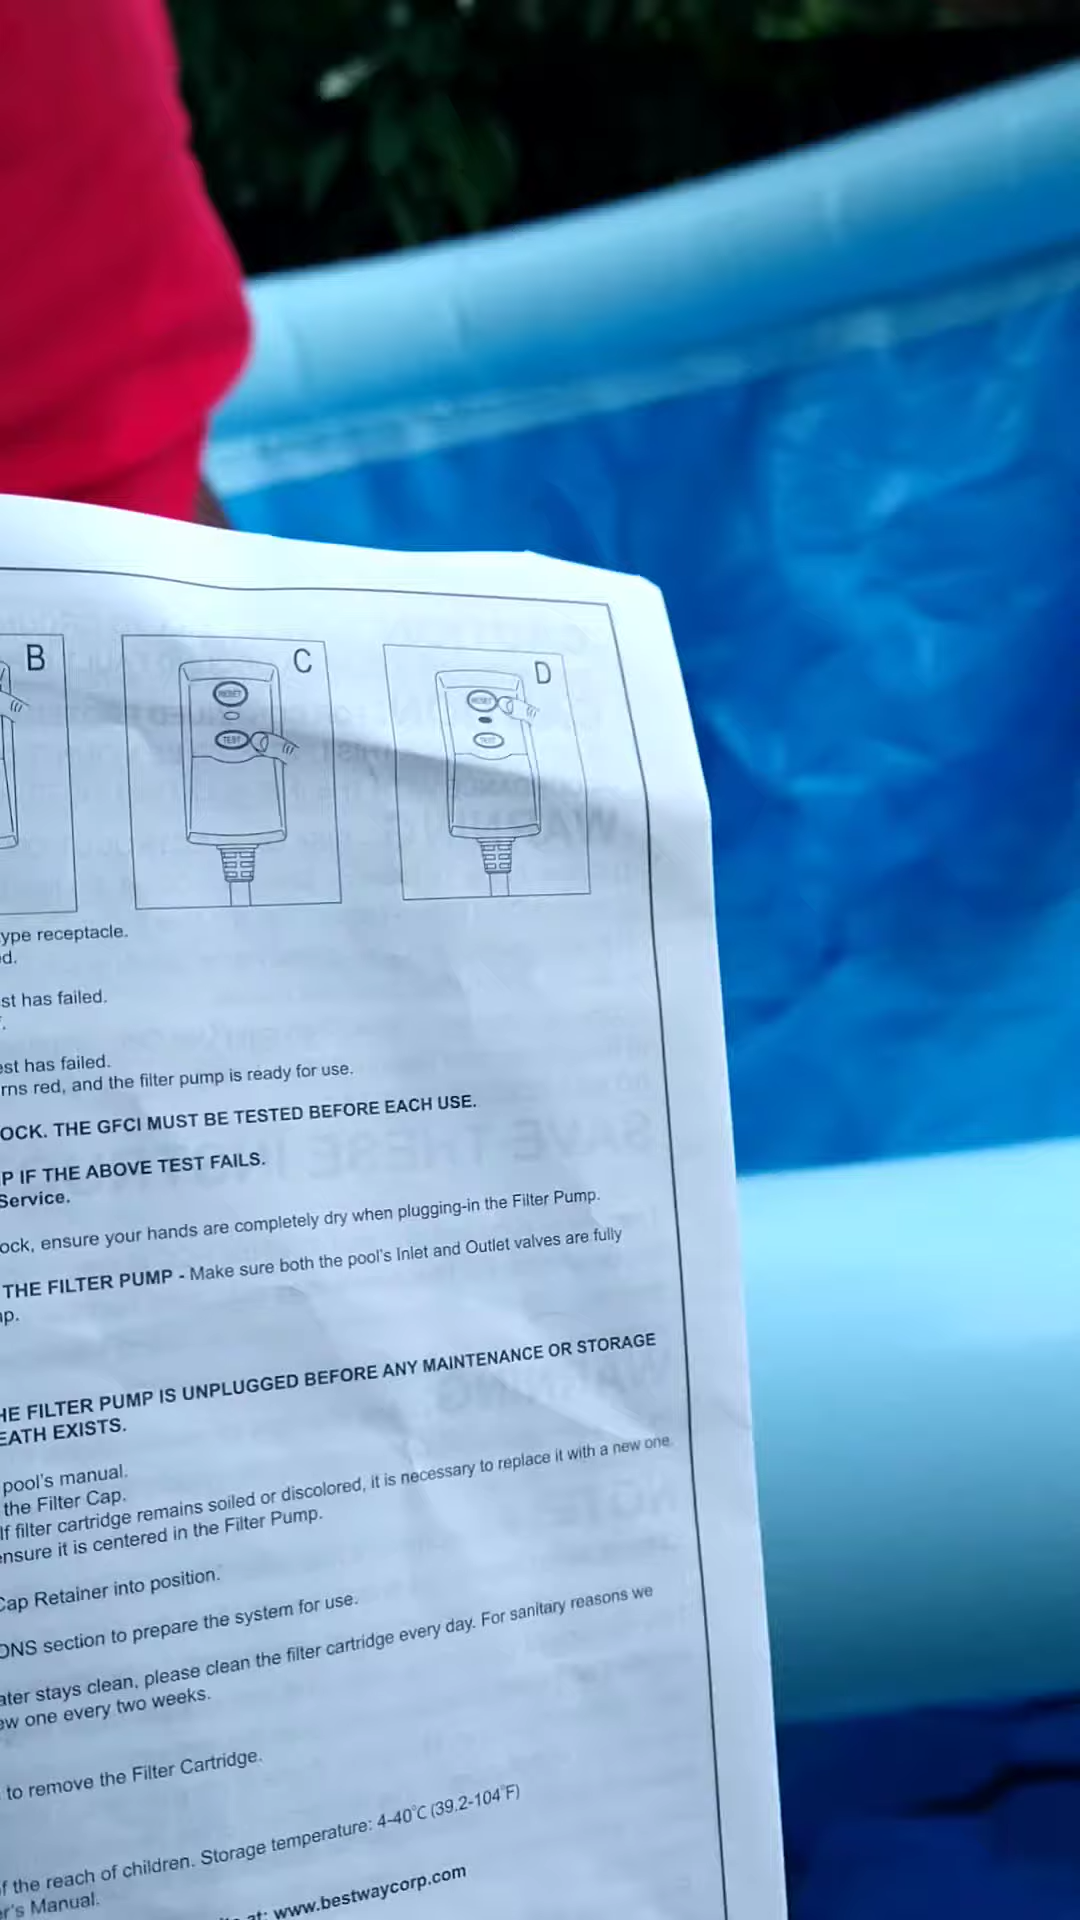 B
C
D
RESET
TEST
RESET
TEST
ype receptacle.
d.
st has failed.
est has failed.
rns red, and the filter pump is ready for use.
OCK. THE GFCI MUST BE TESTED BEFORE EACH USE.
P IF THE ABOVE TEST FAILS.
Service.
ock, ensure your hands are completely dry when plugging-in the Filter Pump.
THE FILTER PUMP - Make sure both the pool's Inlet and Outlet valves are fully
p.
HE FILTER PUMP IS UNPLUGGED BEFORE ANY MAINTENANCE OR STORAGE
EATH EXISTS.
pool's manual.
the Filter Cap.
If filter cartridge remains soiled or discolored, it is necessary to replace it with a new one.
ensure it is centered in the Filter Pump.
Cap Retainer into position.
ONS section to prepare the system for use.
ater stays clean, please clean the filter cartridge every day. For sanitary reasons we
ew one every two weeks.
to remove the Filter Cartridge.
f the reach of children. Storage temperature: 4-40°C (39.2-104°F)
er's Manual.
at: www.bestwaycorp.com